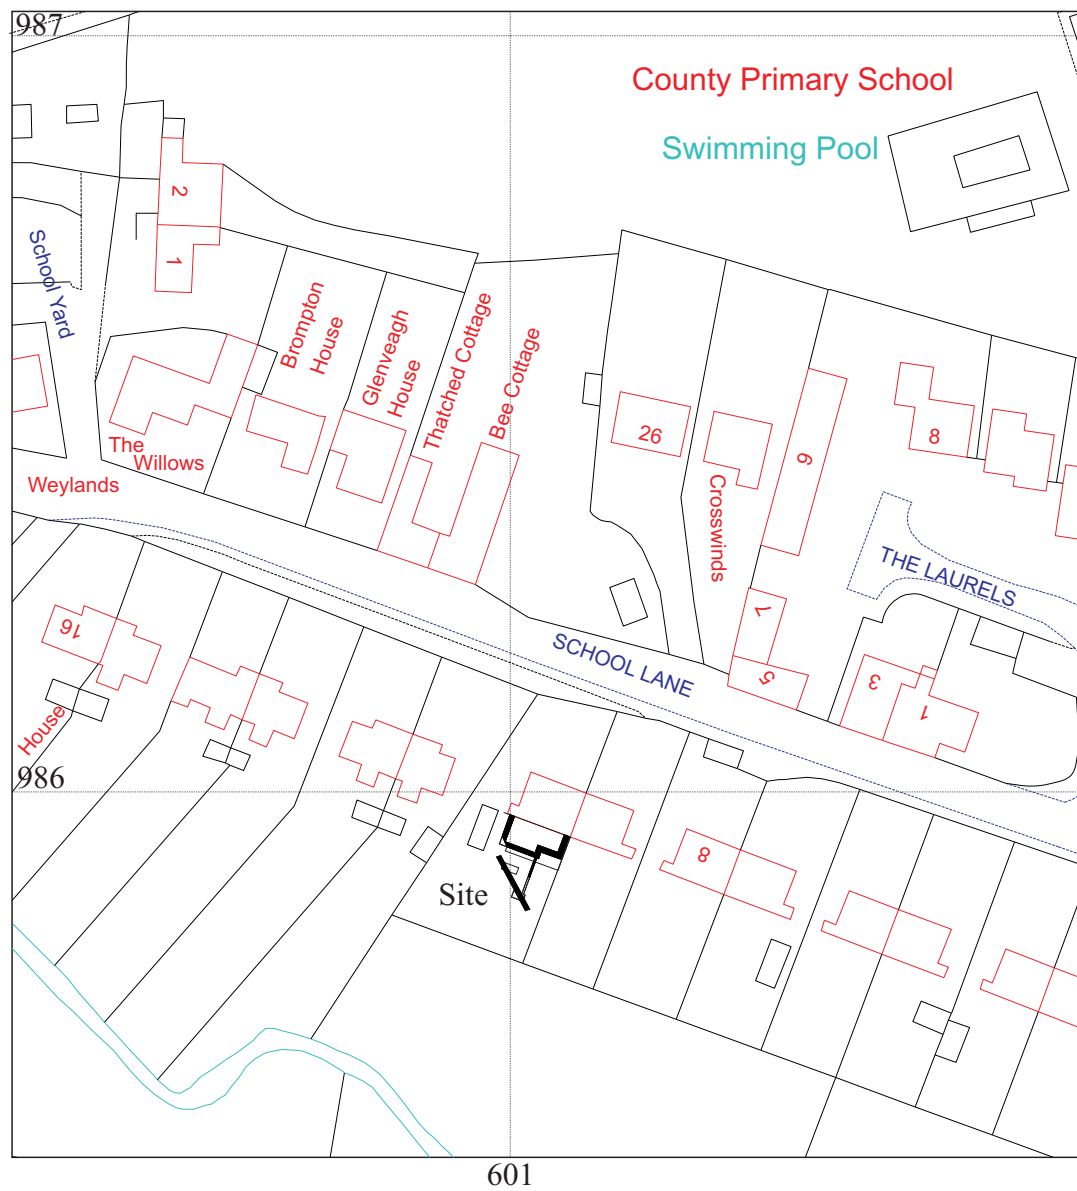 987
County Primary School
Swimming Pool
2
1
School Yard
Brompton
House
Glenveagh
House
Thatched Cottage
Bee Cottage
The
Willows
Weylands
26
Crosswinds
9
8
THE LAURELS
7
5
3
1
SCHOOL LANE
16
House
986
8
Site
601